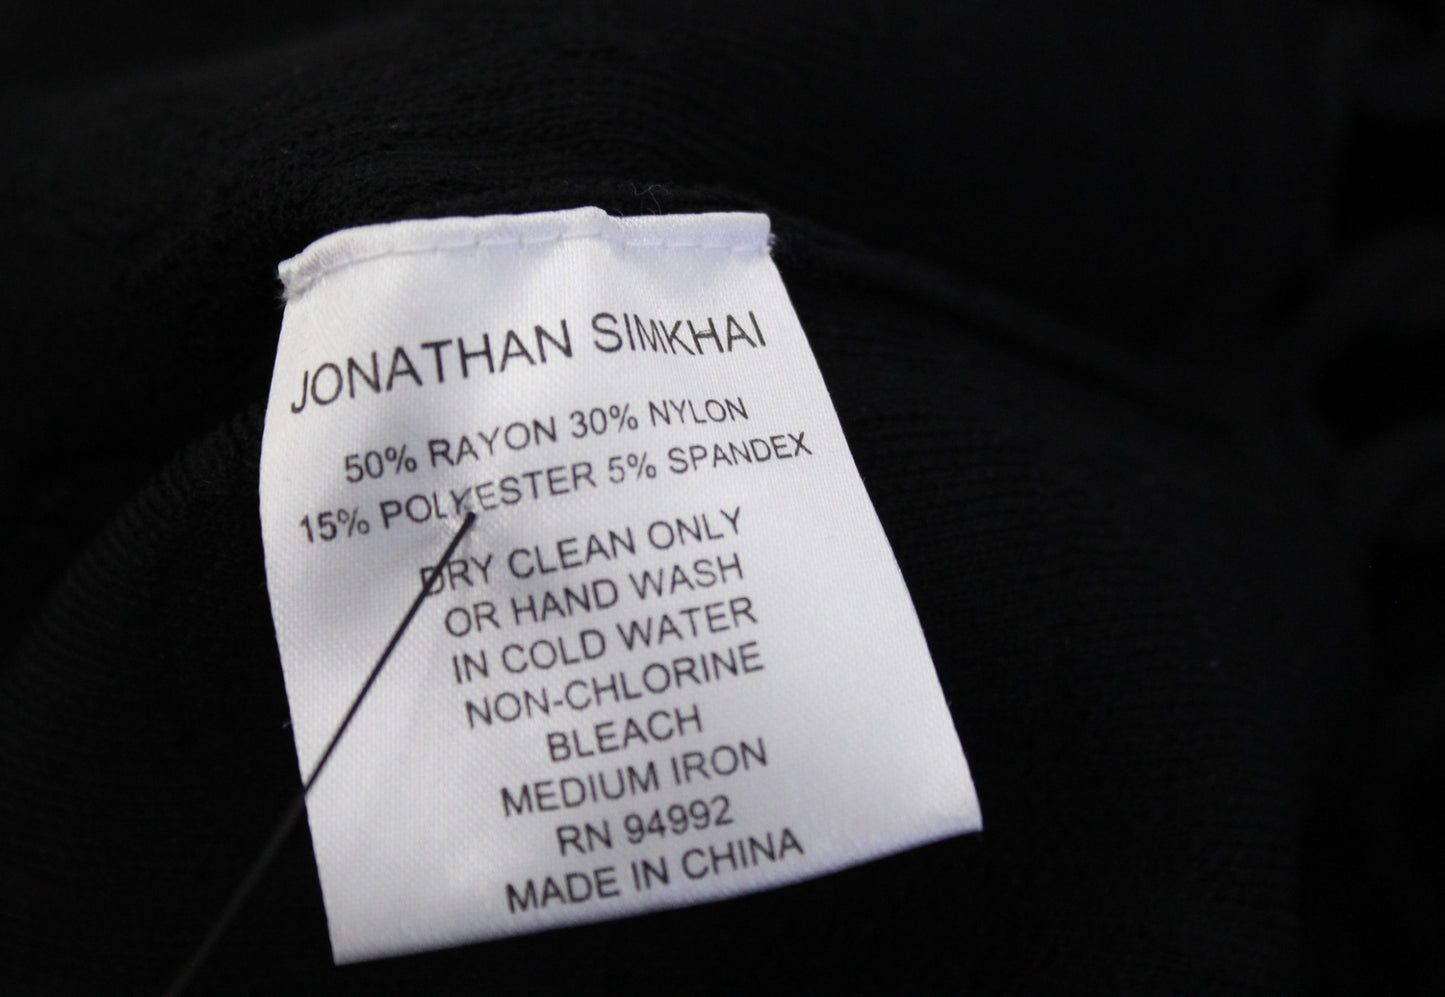 JONATHAN SIMKHAI
50% RAYON 30% NYLON
15% POLYESTER 5% SPANDEX
DRY CLEAN ONLY
OR HAND WASH
IN COLD WATER
NON-CHLORINE
BLEACH
MEDIUM IRON
RN 94992
MADE IN CHINA